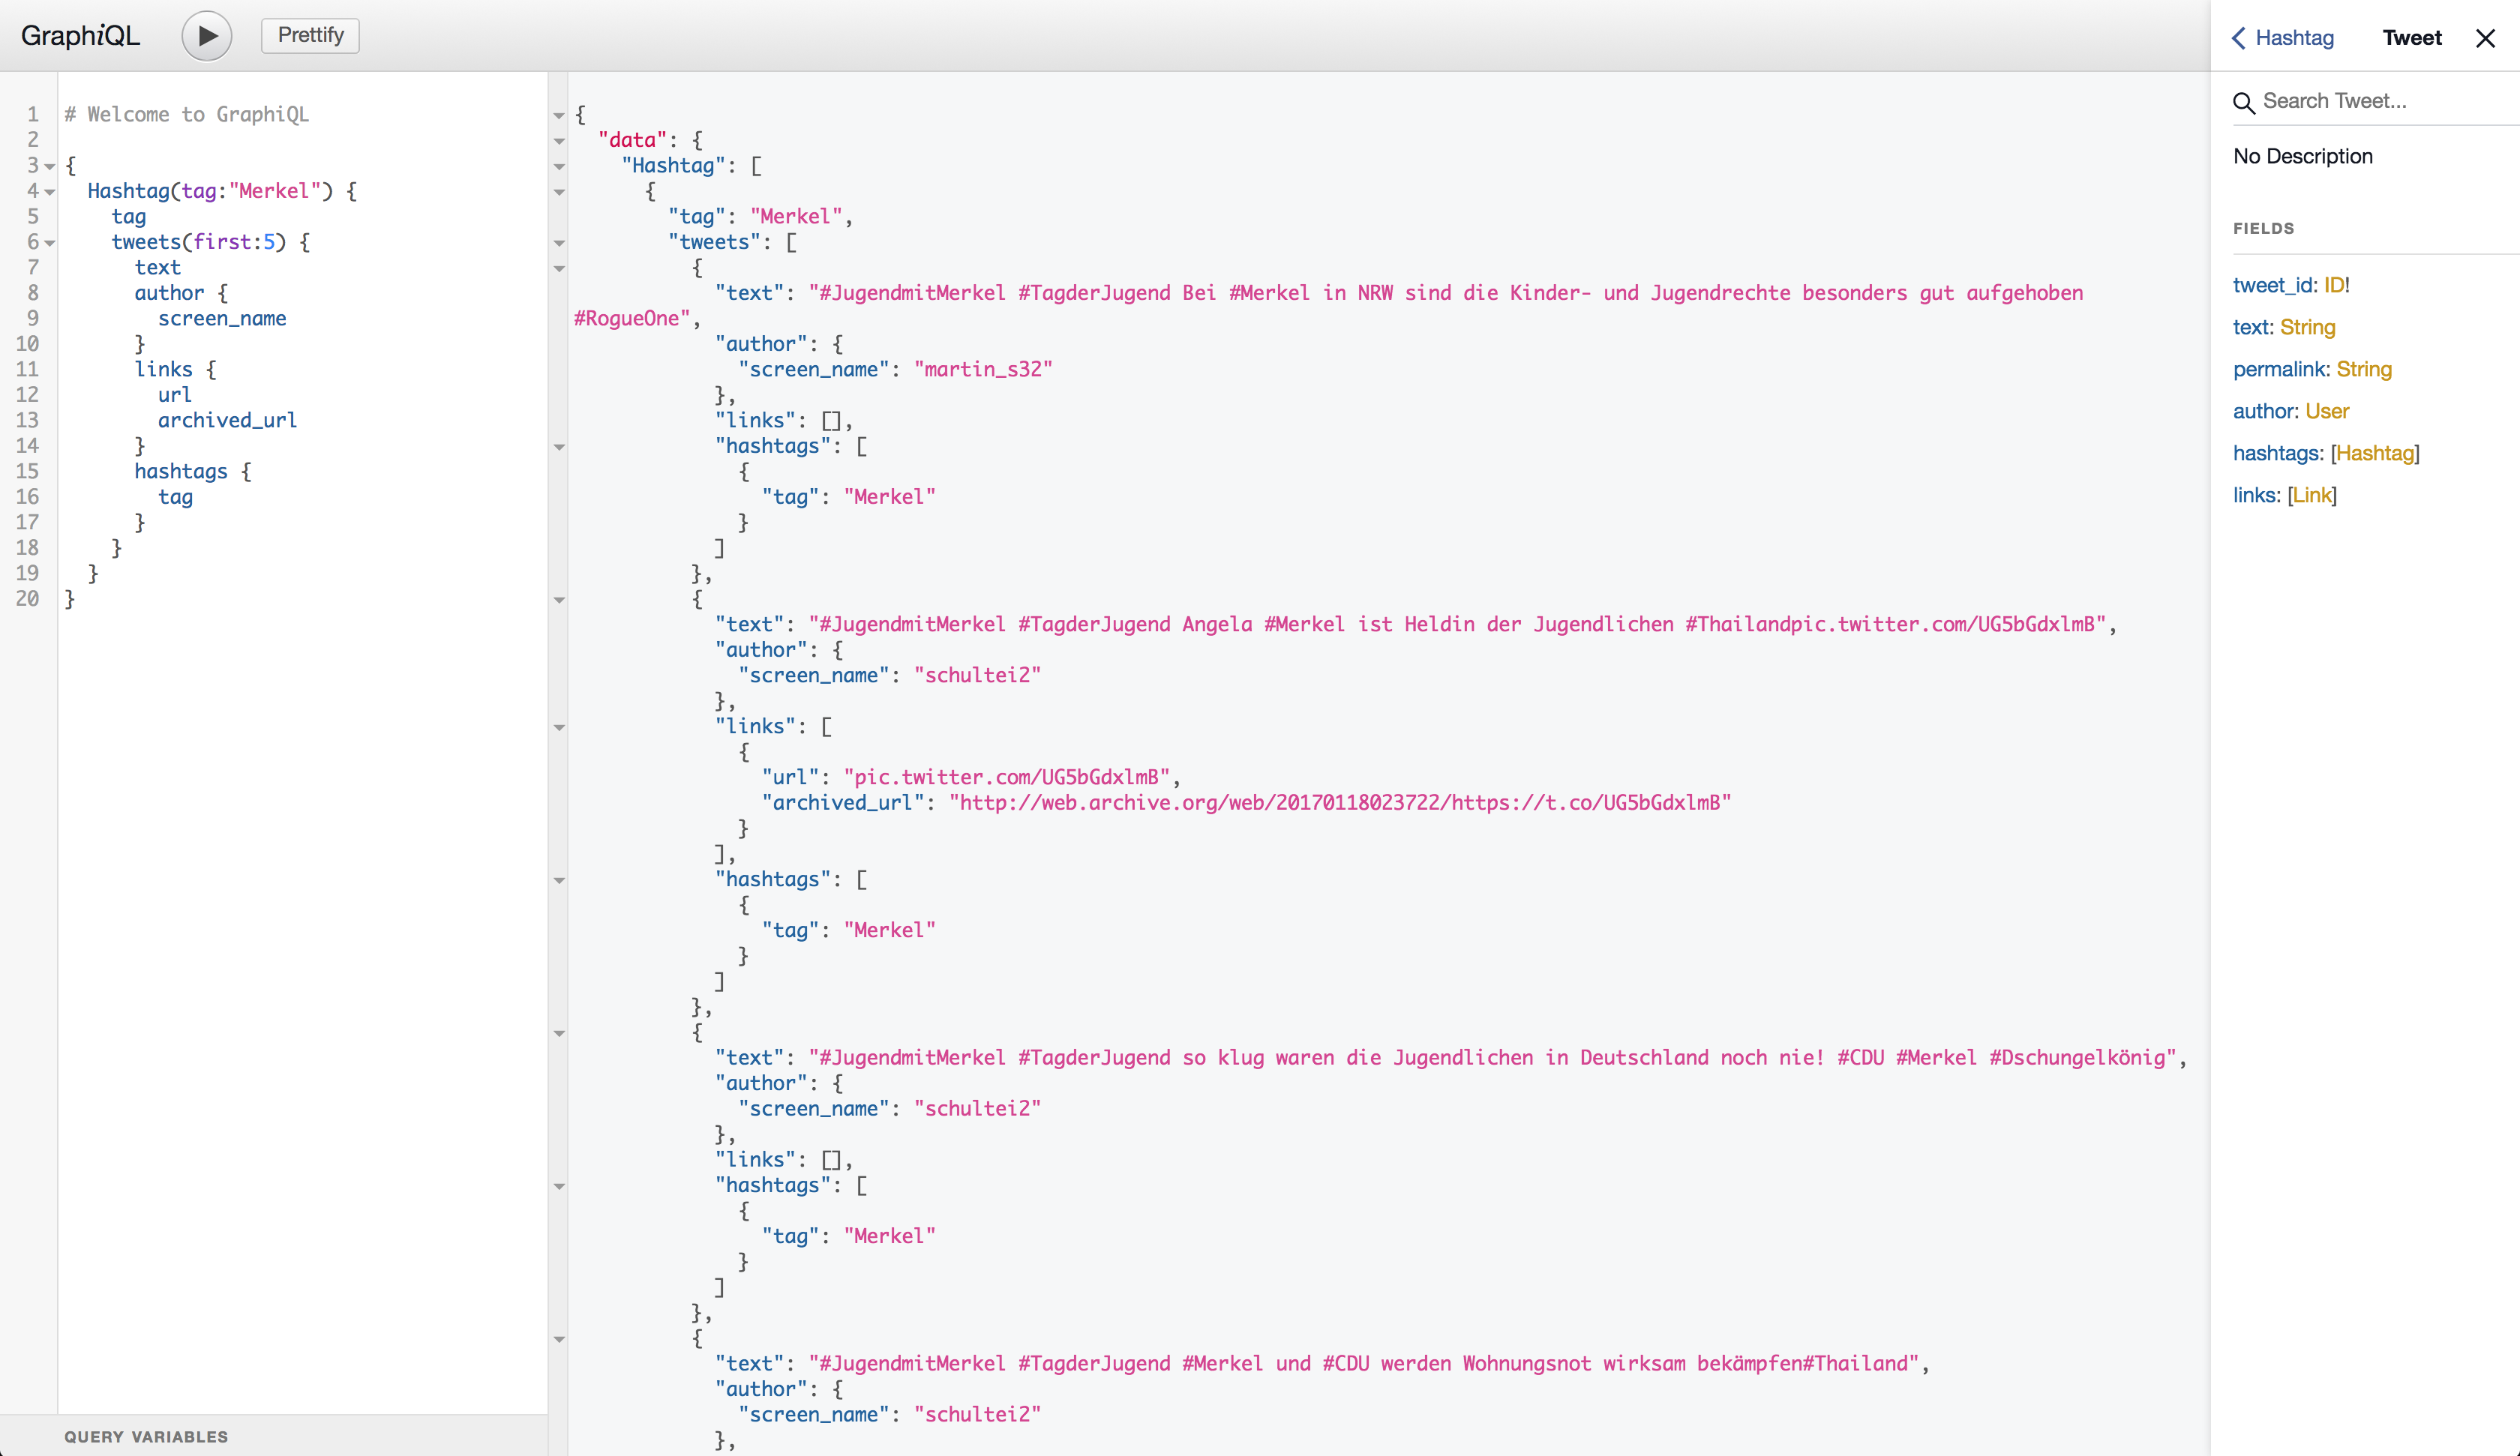 GraphiQL
Prettify
1 # Welcome to GraphiQL
2
3 {
4 Hashtag(tag:"Merkel") {
5 tag
6 tweets(first:5) {
7 text
8 author {
9 screen_name
10 }
11 links {
12 url
13 archived_url
14 }
15 hashtags {
16 tag
17 }
18 }
19 }
20 }
QUERY VARIABLES
{
"data": {
"Hashtag": [
{
"tag": "Merkel",
"tweets": [
{
"text": "#JugendmitMerkel #TagderJugend Bei #Merkel in NRW sind die Kinder- und Jugendrechte besonders gut aufgehoben
#RogueOne",
"author": {
"screen_name": "martin_s32"
},
"links": [],
"hashtags": [
{
"tag": "Merkel"
}
]
},
{
"text": "#JugendmitMerkel #TagderJugend Angela #Merkel ist Heldin der Jugendlichen #Thailandpic.twitter.com/UG5bGdxlmB",
"author": {
"screen_name": "schultei2"
},
"links": [
{
"url": "pic.twitter.com/UG5bGdxlmB",
"archived_url": "http://web.archive.org/web/20170118023722/https://t.co/UG5bGdxlmB"
}
],
"hashtags": [
{
"tag": "Merkel"
}
]
},
{
"text": "#JugendmitMerkel #TagderJugend so klug waren die Jugendlichen in Deutschland noch nie! #CDU #Merkel #Dschungelkönig",
"author": {
"screen_name": "schultei2"
},
"links": [],
"hashtags": [
{
"tag": "Merkel"
}
]
},
{
"text": "#JugendmitMerkel #TagderJugend #Merkel und #CDU werden Wohnungsnot wirksam bekämpfen#Thailand",
"author": {
"screen_name": "schultei2"
},
Hashtag
Tweet
Search Tweet...
No Description
FIELDS
tweet_id: ID!
text: String
permalink: String
author: User
hashtags: [Hashtag]
links: [Link]